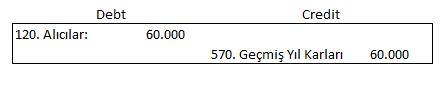 Debt Credit
120. Alıcılar: 60.000
570. Geçmiş Yıl Karları 60.000